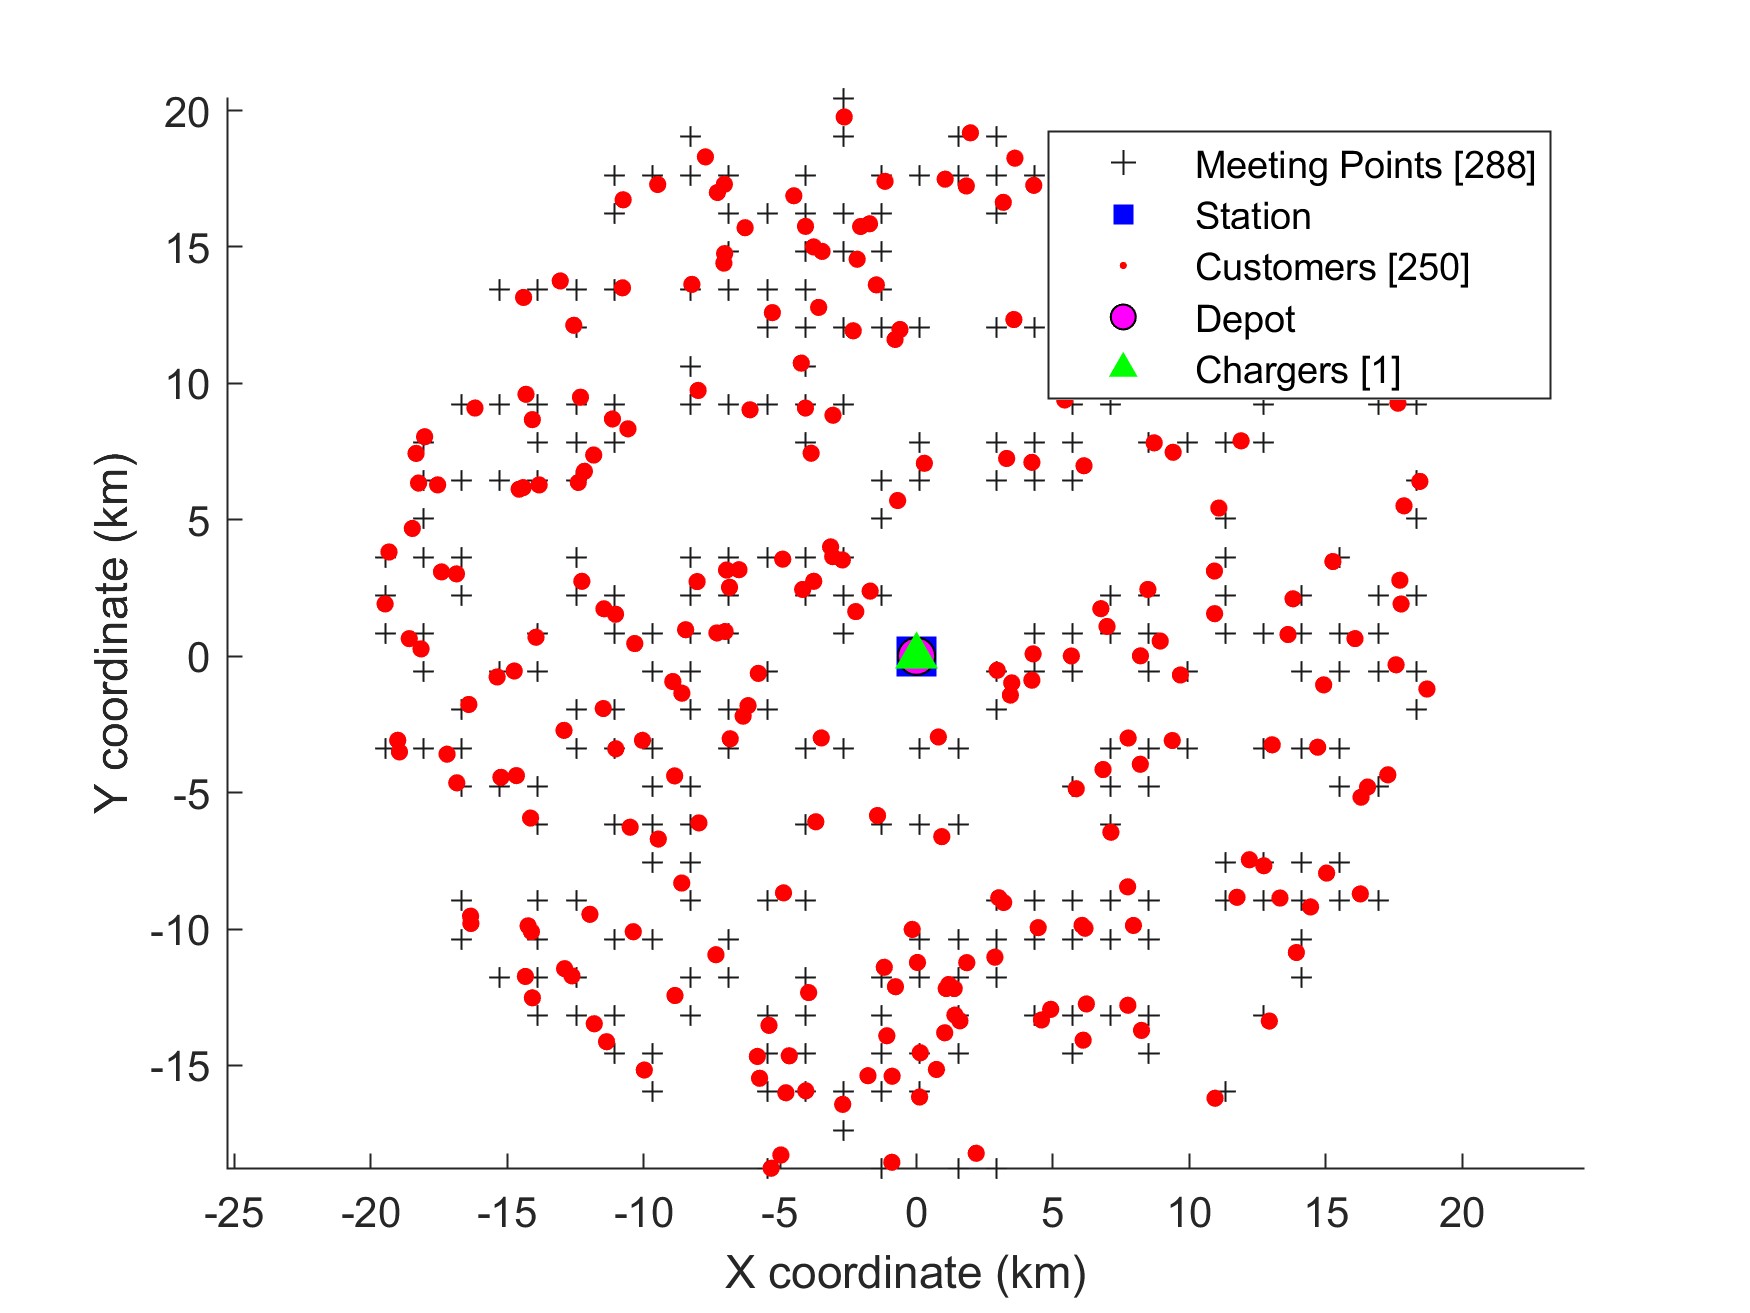 20
15
10
5
0
-5
-10
-15
Y coordinate (km)
Meeting Points [288]
Station
Customers [250]
Depot
Chargers [1]
-25 -20 -15 -10 -5 0 5 10 15 20
X coordinate (km)